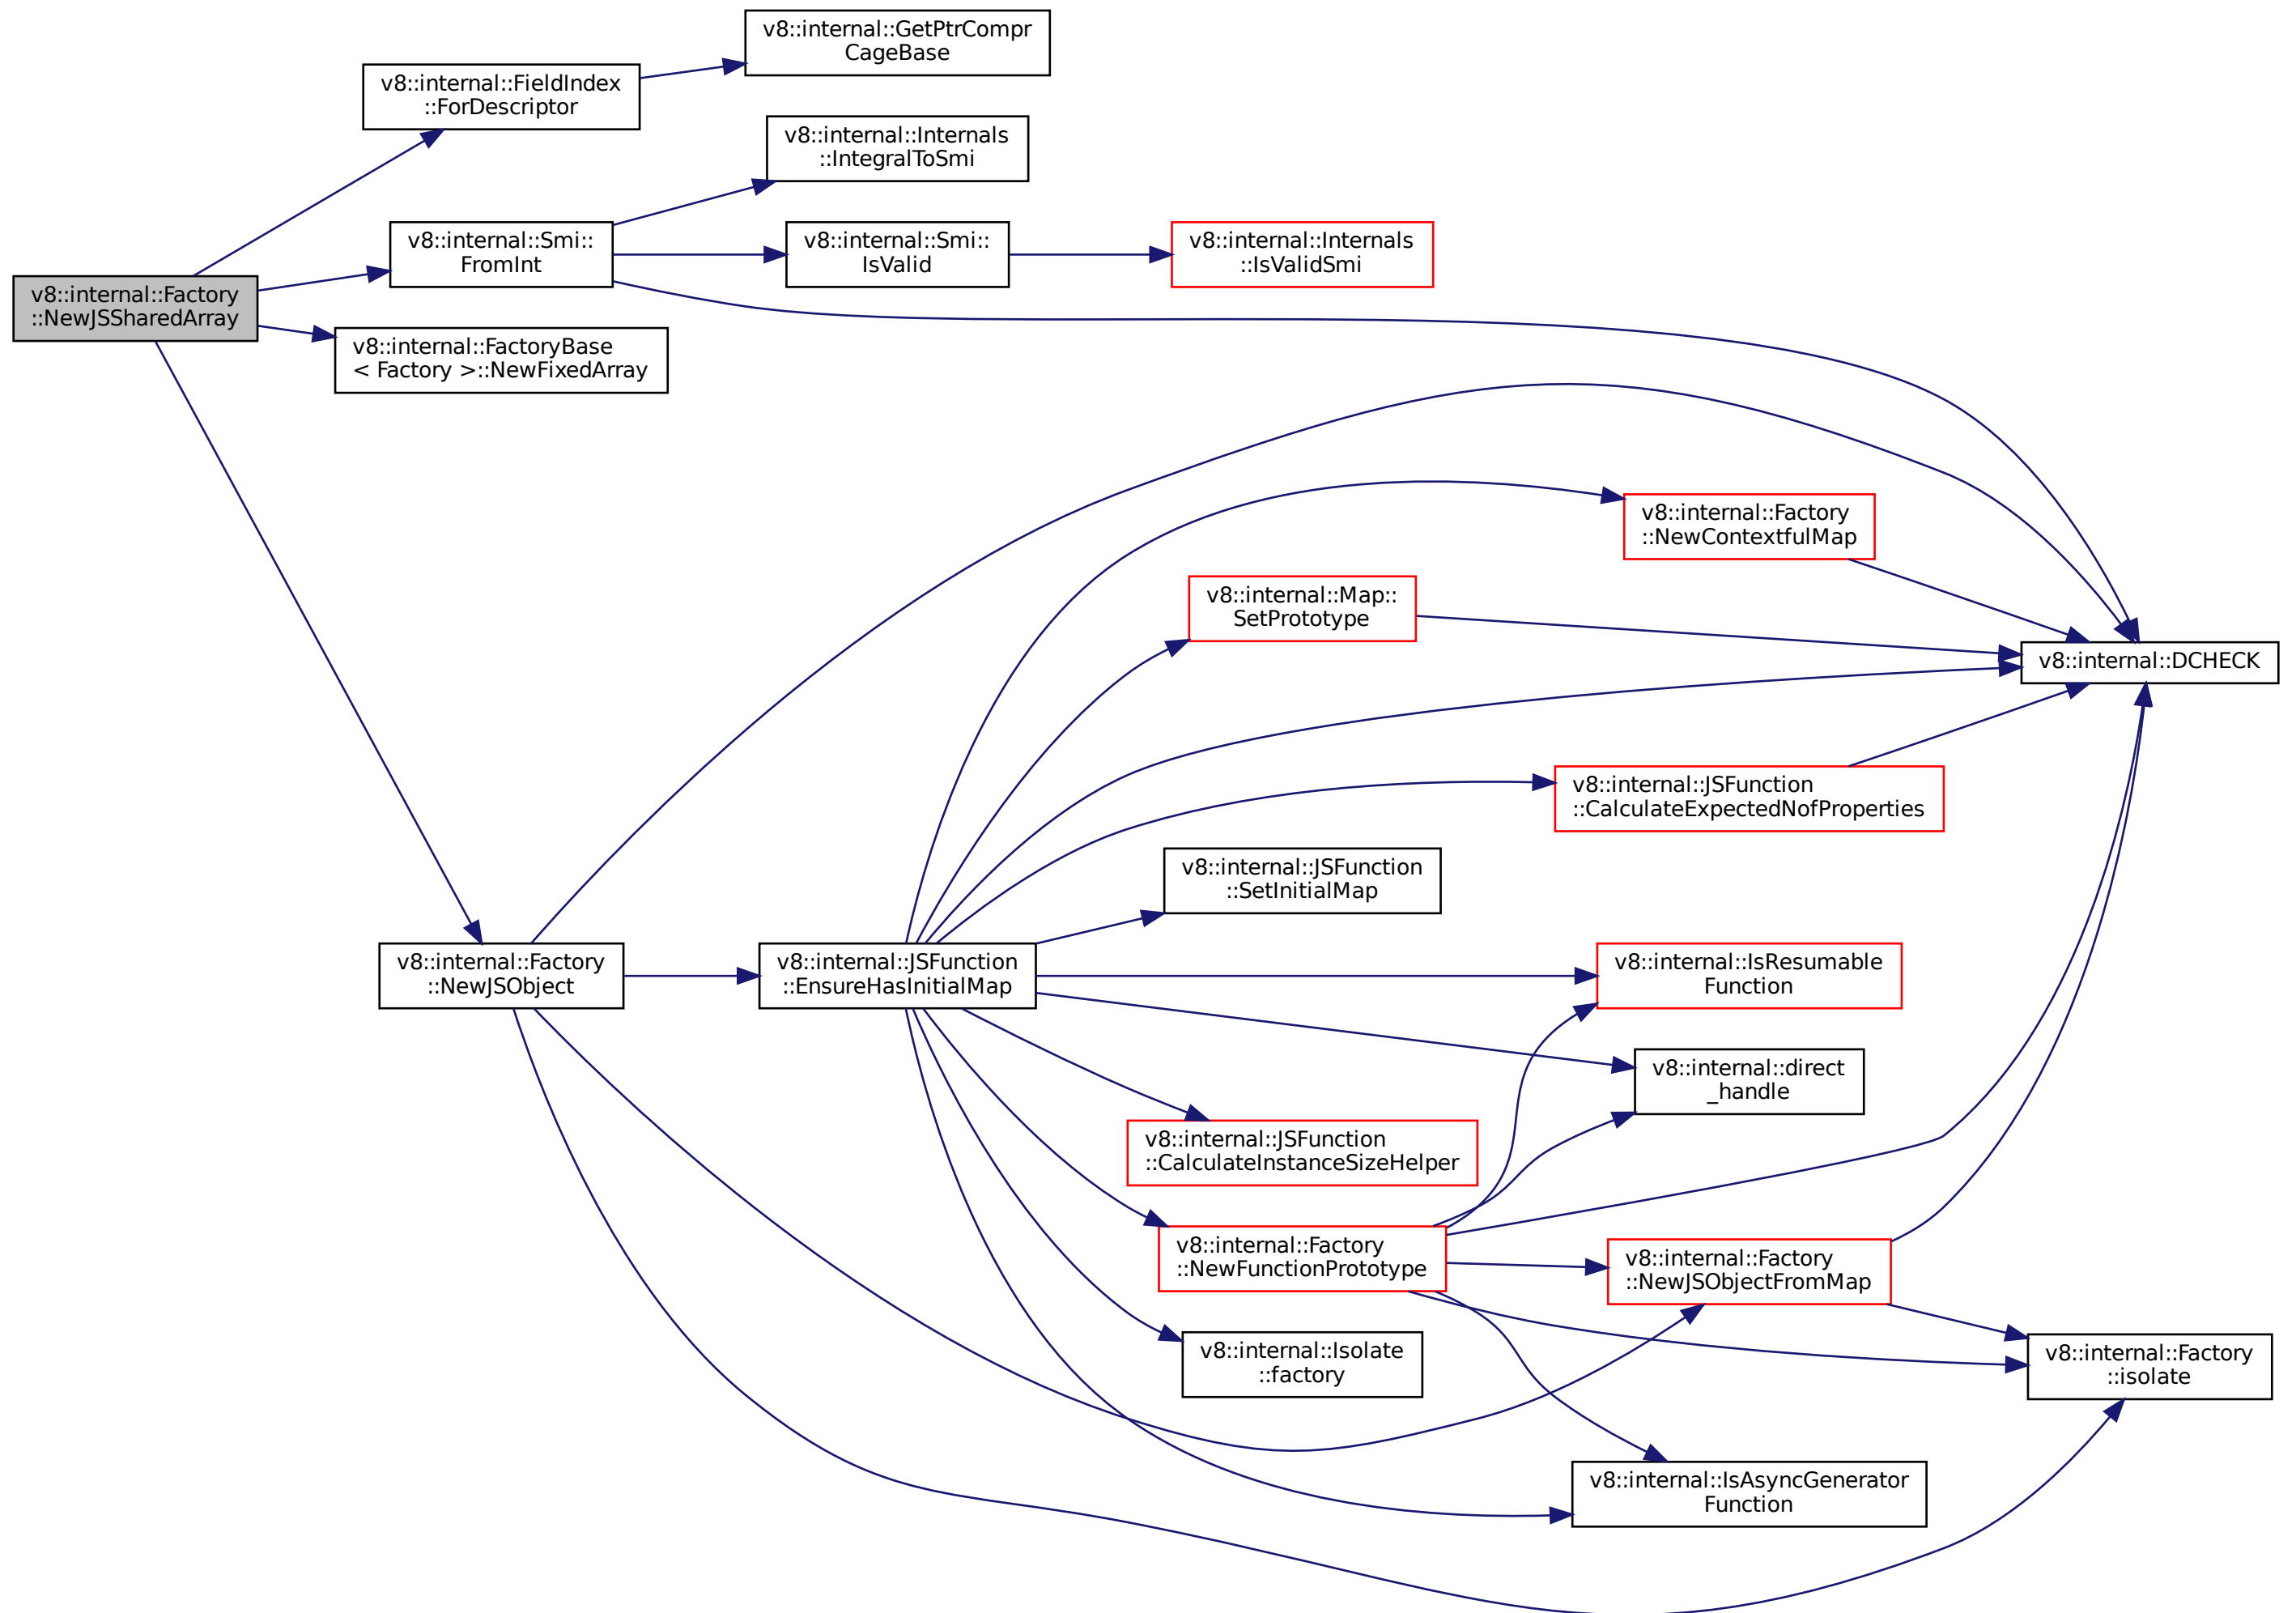 v8::internal::GetPtrCompr
CageBase
v8::internal::FieldIndex
::ForDescriptor
v8::internal::Internals
::IntegralToSmi
v8::internal::Smi::
FromInt
v8::internal::Smi::
IsValid
v8::internal::Internals
::IsValidSmi
v8::internal::Factory
::NewJSSharedArray
v8::internal::FactoryBase
< Factory >::NewFixedArray
v8::internal::Factory
::NewContextfulMap
v8::internal::Map::
SetPrototype
v8::internal::DCHECK
v8::internal::JSFunction
::CalculateExpectedNofProperties
v8::internal::JSFunction
::SetInitialMap
v8::internal::Factory
::NewJSObject
v8::internal::JSFunction
::EnsureHasInitialMap
v8::internal::IsResumable
Function
v8::internal::direct
_handle
v8::internal::JSFunction
::CalculateInstanceSizeHelper
v8::internal::Factory
::NewFunctionPrototype
v8::internal::Factory
::NewJSObjectFromMap
v8::internal::Isolate
::factory
v8::internal::Factory
::isolate
v8::internal::IsAsyncGenerator
Function